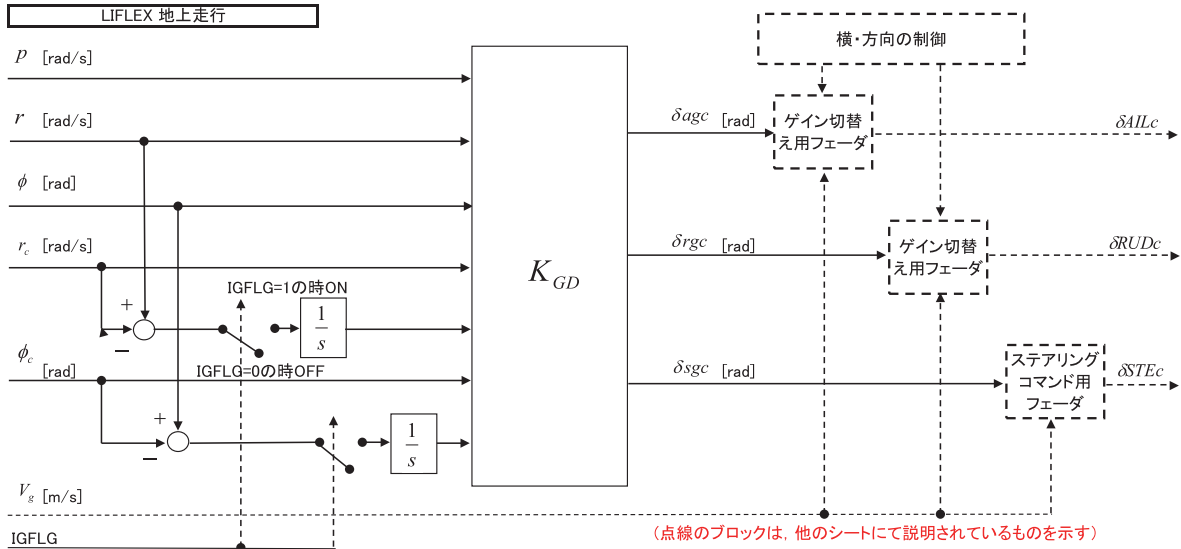 LIFLEX 地上走行
横・方向の制御
p [rad/s]
r [rad/s]
δagc [rad]
ゲイン切替
え用フェーダ
δAILc
ϕ [rad]
r_c [rad/s]
δrgc [rad]
ゲイン切替
え用フェーダ
δRUDc
K_GD
IGFLG=1の時ON
+
−
1
s
ϕ_c [rad]
IGFLG=0の時OFF
δsgc [rad]
ステアリング
コマンド用
フェーダ
δSTEc
+
−
1
s
V_g [m/s]
(点線のブロックは, 他のシートにて説明されているものを示す)
IGFLG